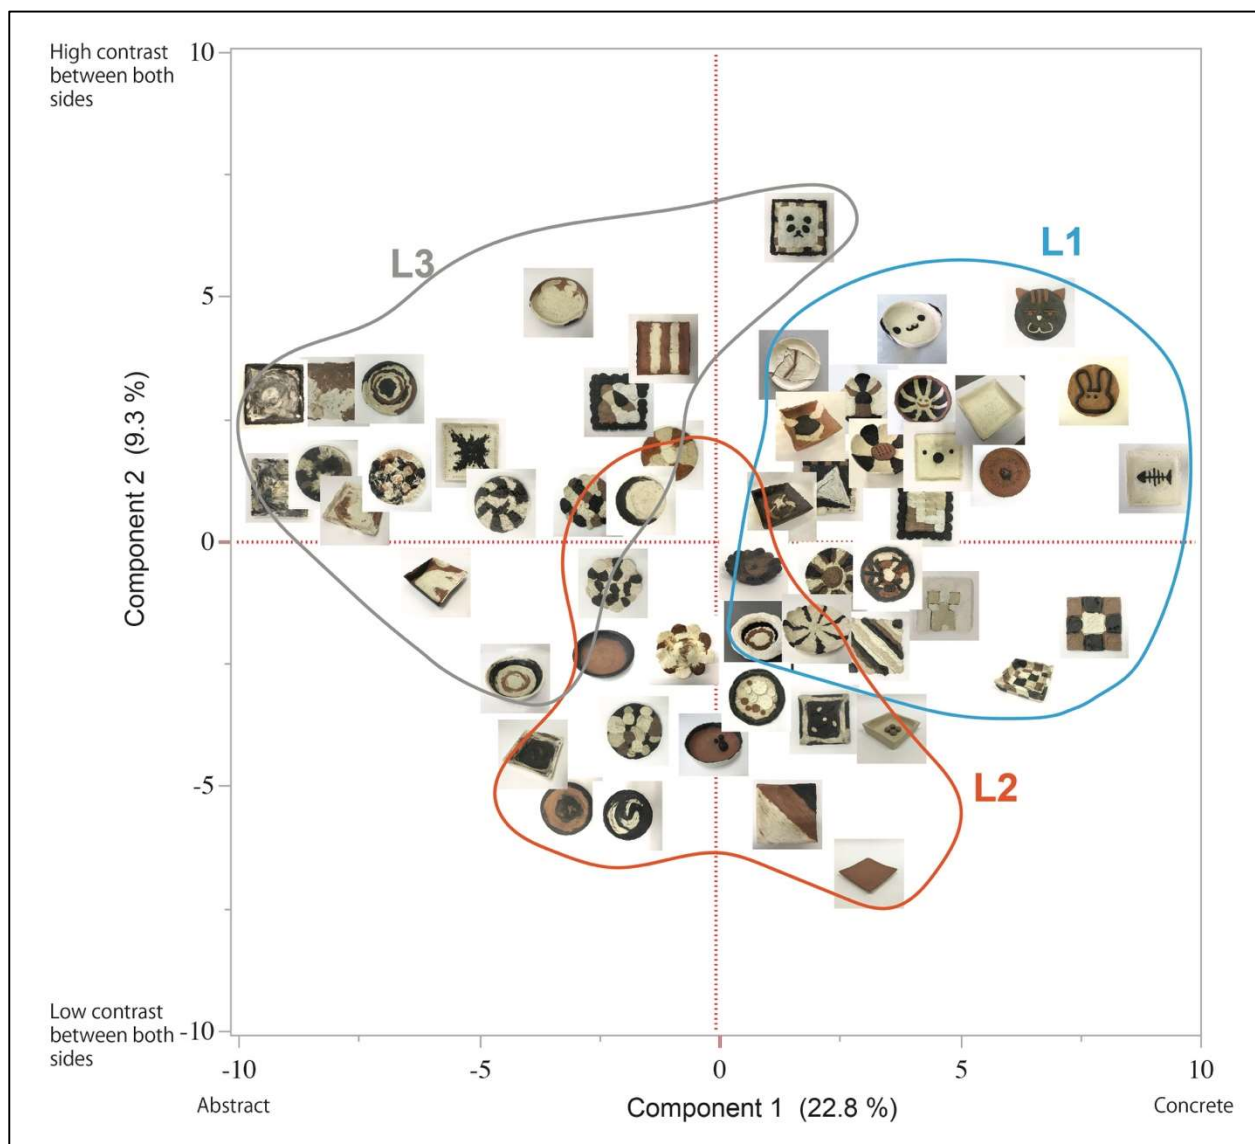 High contrast
between both
sides
10
5
0
-5
-10
Component 2 (9.3 %)
L3
L1
L2
Low contrast
between both
sides
-10
-5
0
5
10
Abstract
Component 1 (22.8 %)
Concrete